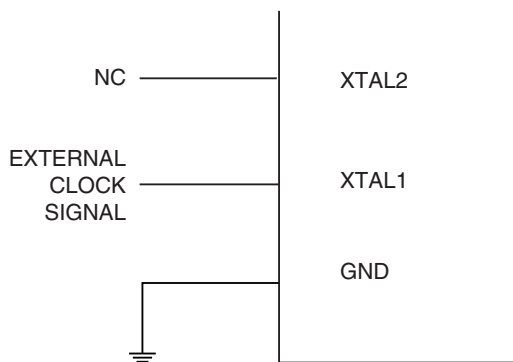 NC
XTAL2
EXTERNAL
CLOCK
SIGNAL
XTAL1
GND